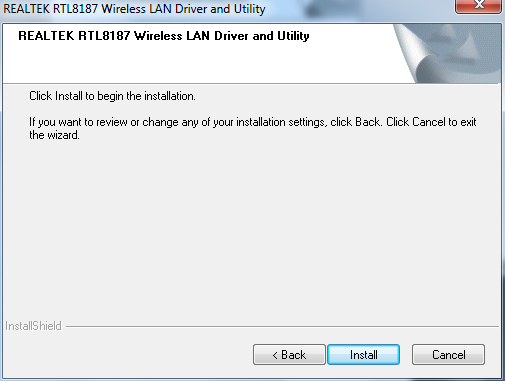 REALTEK RTL8187 Wireless LAN Driver and Utility
REALTEK RTL8187 Wireless LAN Driver and Utility
Click Install to begin the installation.
If you want to review or change any of your installation settings, click Back. Click Cancel to exit
the wizard.
InstallShield
< Back Install Cancel